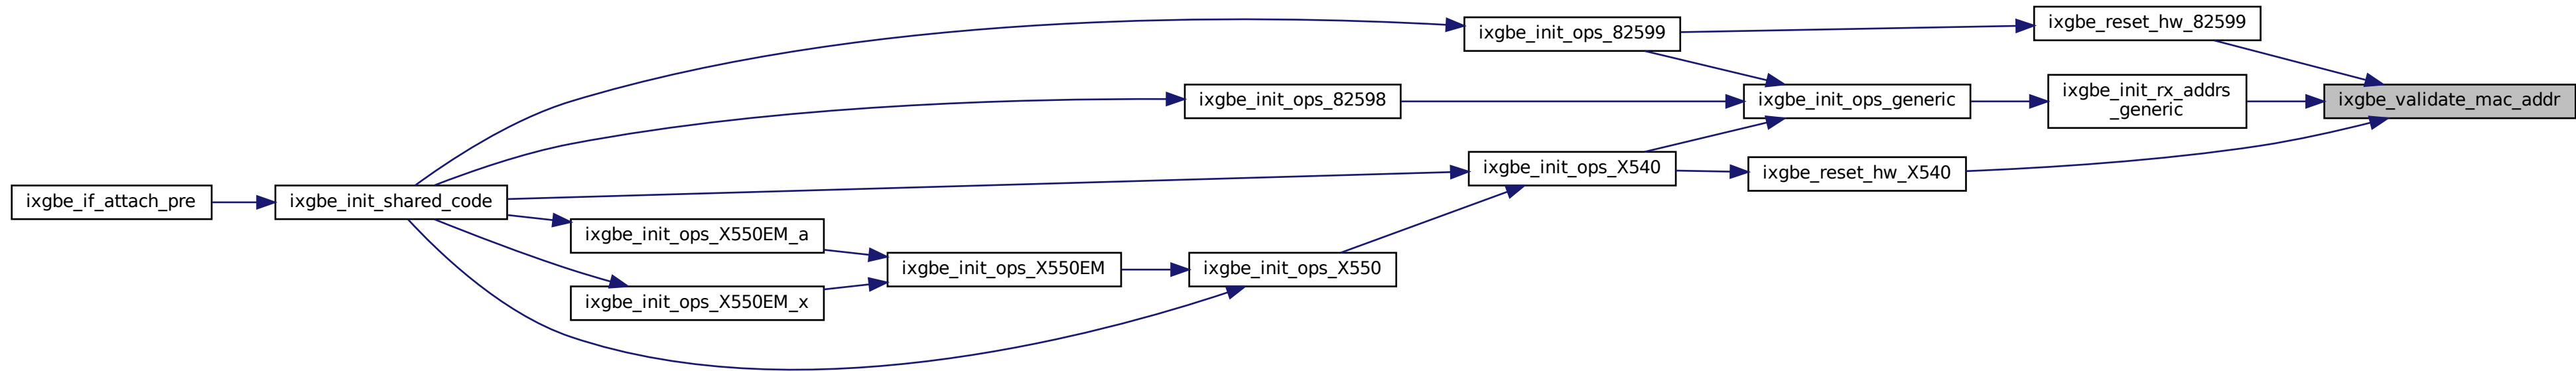 ixgbe_if_attach_pre
ixgbe_init_shared_code
ixgbe_init_ops_82599
ixgbe_init_ops_82598
ixgbe_init_ops_X540
ixgbe_init_ops_X550EM_a
ixgbe_init_ops_X550EM_x
ixgbe_init_ops_X550EM
ixgbe_init_ops_X550
ixgbe_init_ops_generic
ixgbe_reset_hw_X540
ixgbe_reset_hw_82599
ixgbe_init_rx_addrs
_generic
ixgbe_validate_mac_addr